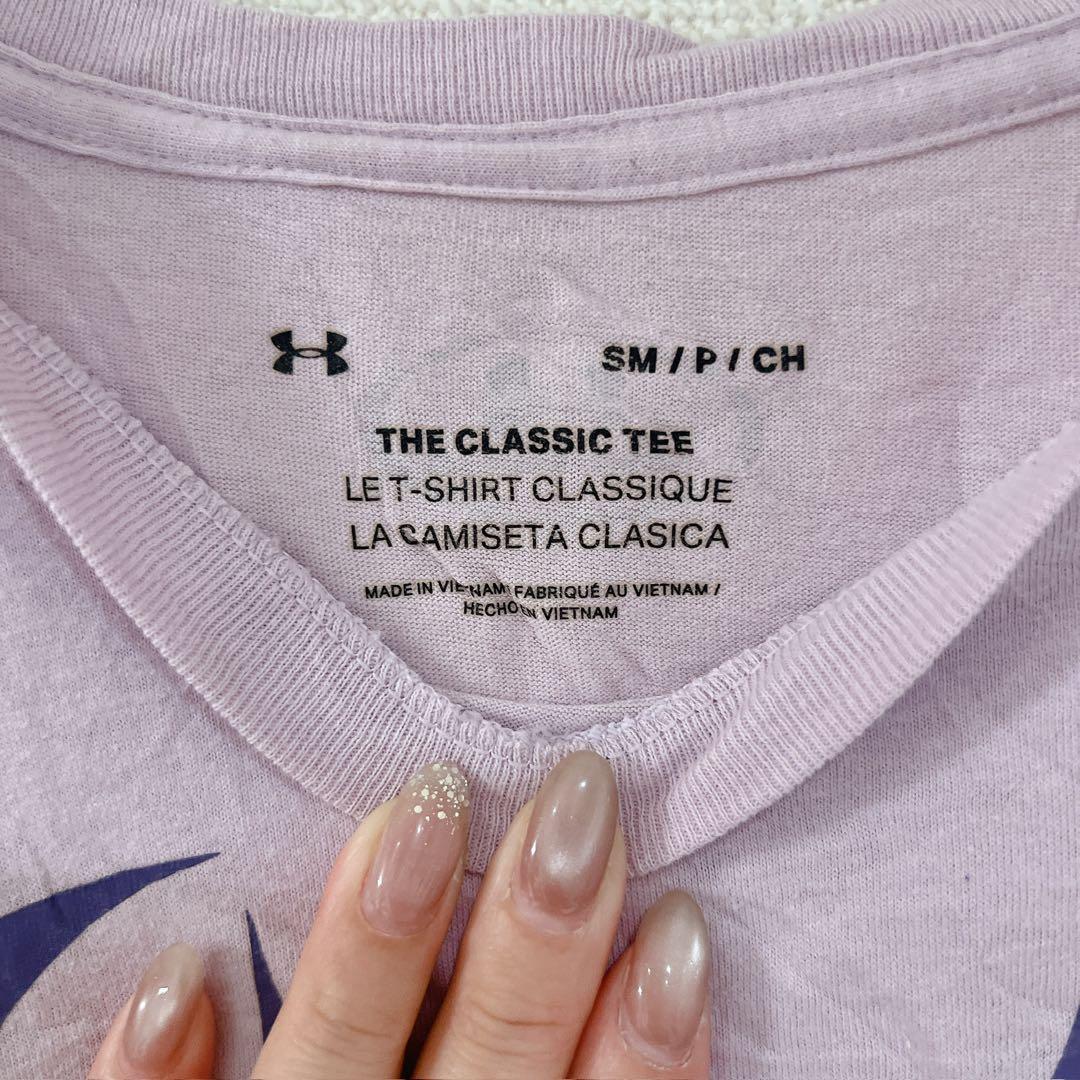 SM / P / CH
THE CLASSIC TEE
LE T-SHIRT CLASSIQUE
LA CAMISETA CLASICA
MADE IN VIETNAM / FABRIQUÉ AU VIETNAM /
HECHO EN VIETNAM